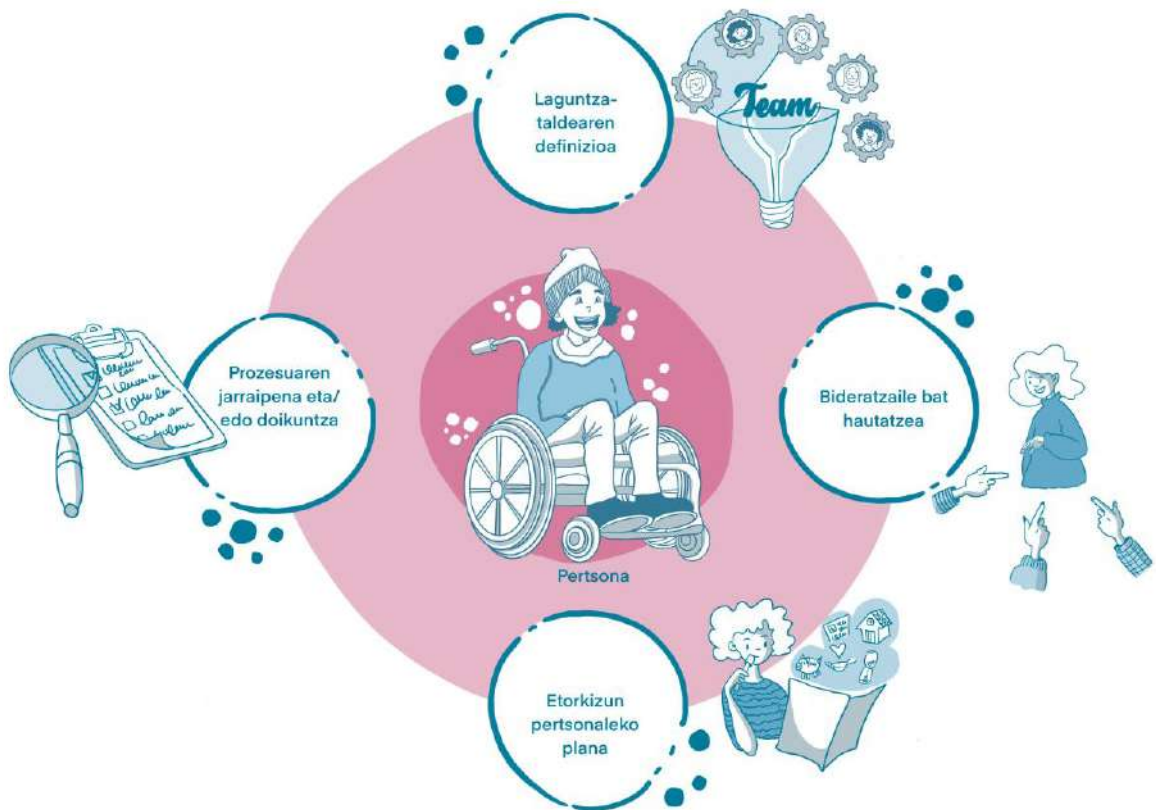 Laguntza-
taldearen
definizioa
Team
Bideratzaile bat
hautatzea
Prozesuaren
jarraipena eta/
edo doikuntza
Pertsona
Etorkizun
pertsonaleko
plana